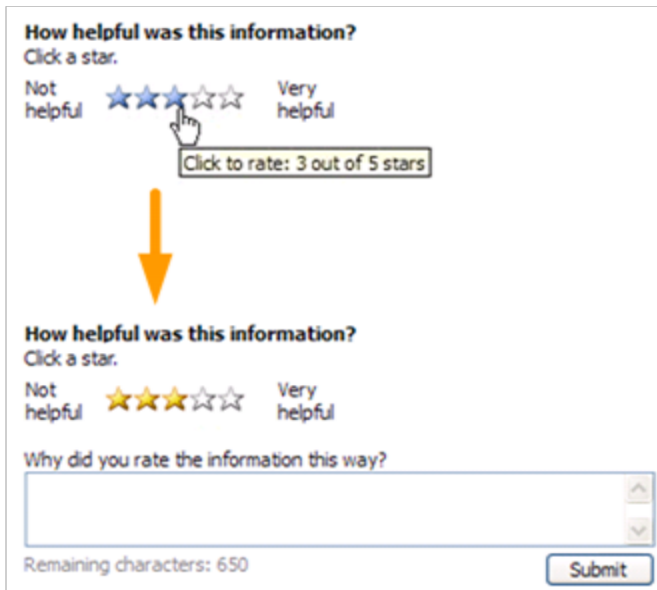 How helpful was this information?
Click a star.
Not
helpful
Very
helpful
Click to rate: 3 out of 5 stars
How helpful was this information?
Click a star.
Not
helpful
Very
helpful
Why did you rate the information this way?
Remaining characters: 650
Submit